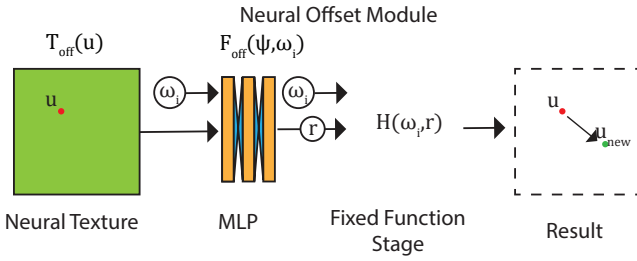 Neural Offset Module
T_off(u)
F_off(ψ,ω_i)
u
ω_i
ω_i
r
H(ω_i,r)
u
u_new
Neural Texture
MLP
Fixed Function
Stage
Result